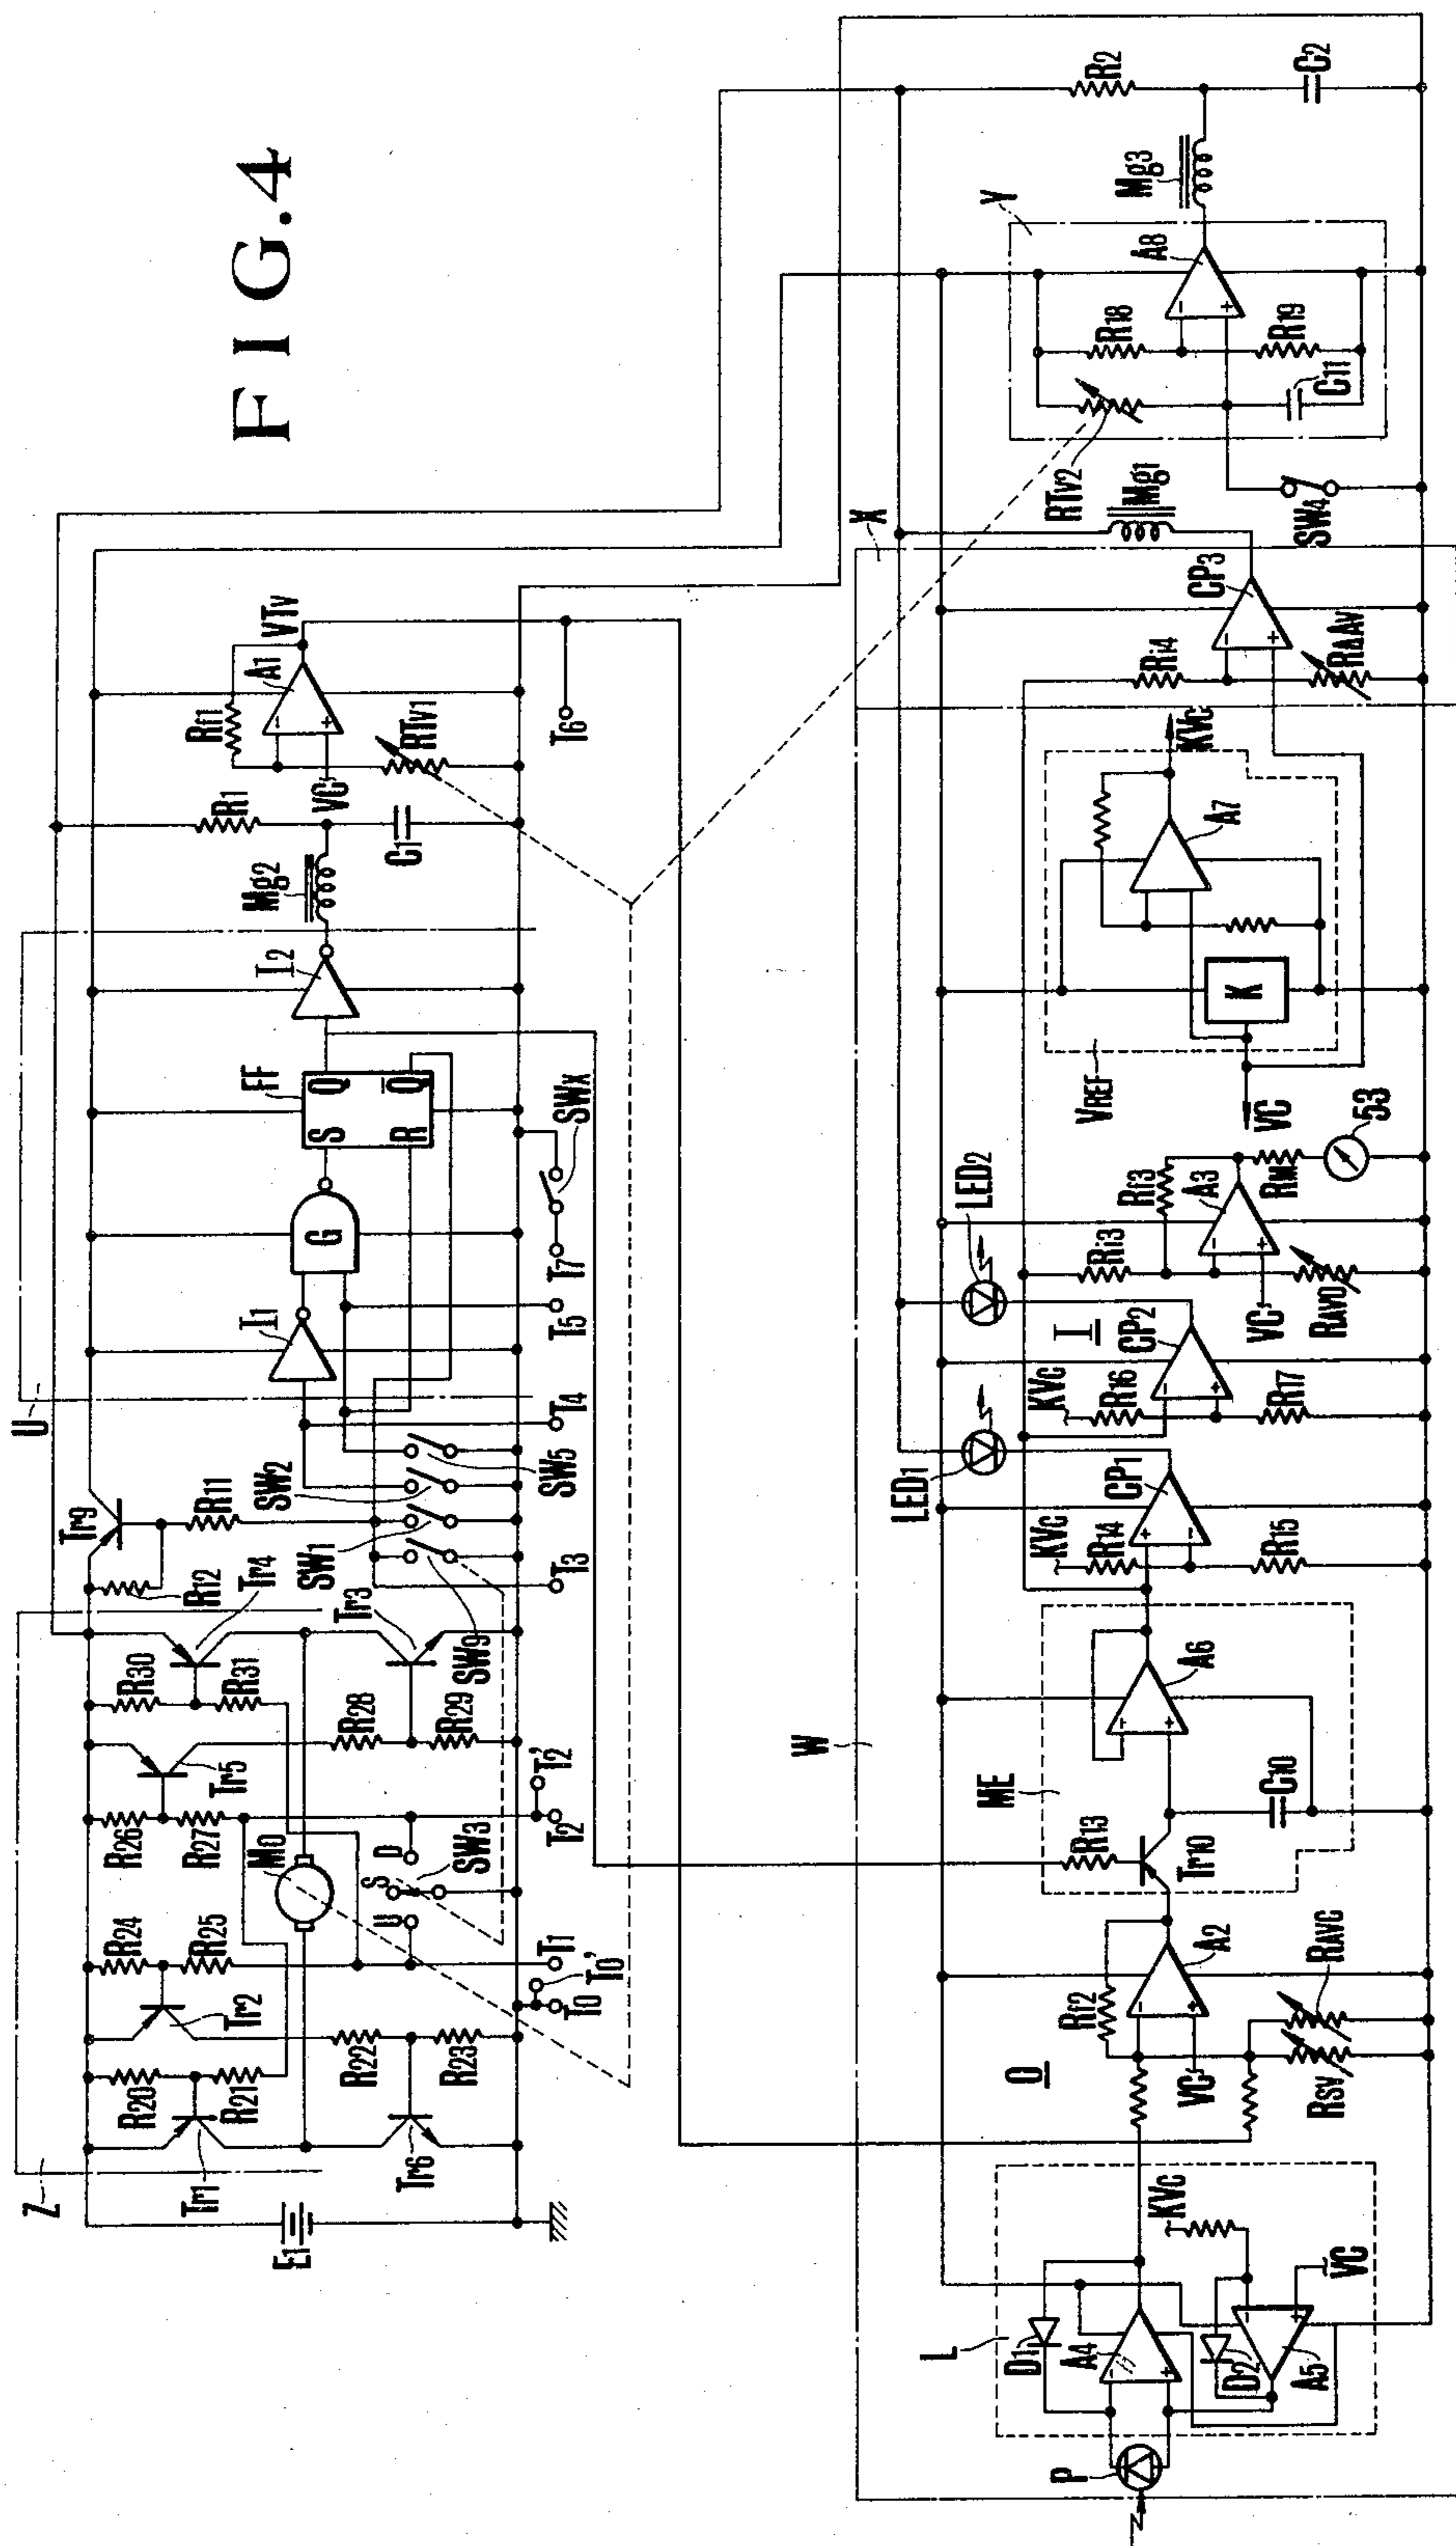 FIG.4
Z
E1
Tr1
R20
R21
Tr6
Tr2
R22
R23
R24
R25
T0
T0'
T1
M0
U
S
D
SW3
R26
R27
T2
T2'
Tr5
R28
R29
R30
R31
Tr4
Tr3
SW9
R12
Tr9
R11
SW1
SW2
SW5
T3
T4
U
I1
T5
G
T7
SWX
FF
S
Q
R
Q̄
I2
Mg2
R1
C1
Rf1
A1
VC
RTV1
VTV
T6
P
L
D1
A4
D2
A5
KVC
VC
O
Rf2
A2
VC
RSV
RAVC
W
ME
R13
Tr10
C10
A6
KVC
R14
R15
CP1
LED1
KVC
R16
R17
CP2
I
LED2
Ri3
Rf3
A3
VC
RAVO
RM
53
VREF
VC
K
A7
KVC
X
Ri4
RΔAV
CP3
Mg1
SW4
RTV2
Y
R18
R19
C11
A8
Mg3
R2
C2